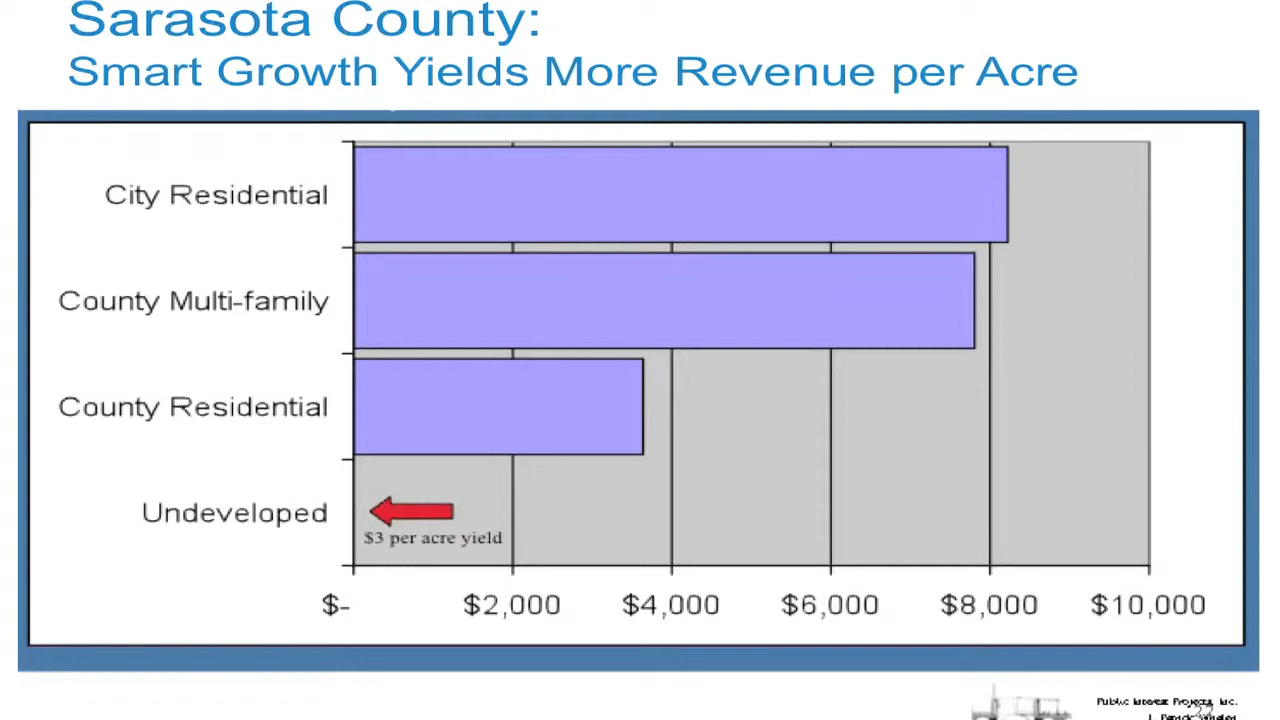 Sarasota County:
Smart Growth Yields More Revenue per Acre
City Residential
County Multi-family
County Residential
Undeveloped
$3 per acre yield
$-
$2,000
$4,000
$6,000
$8,000
$10,000
Public Interest Projects, Inc.